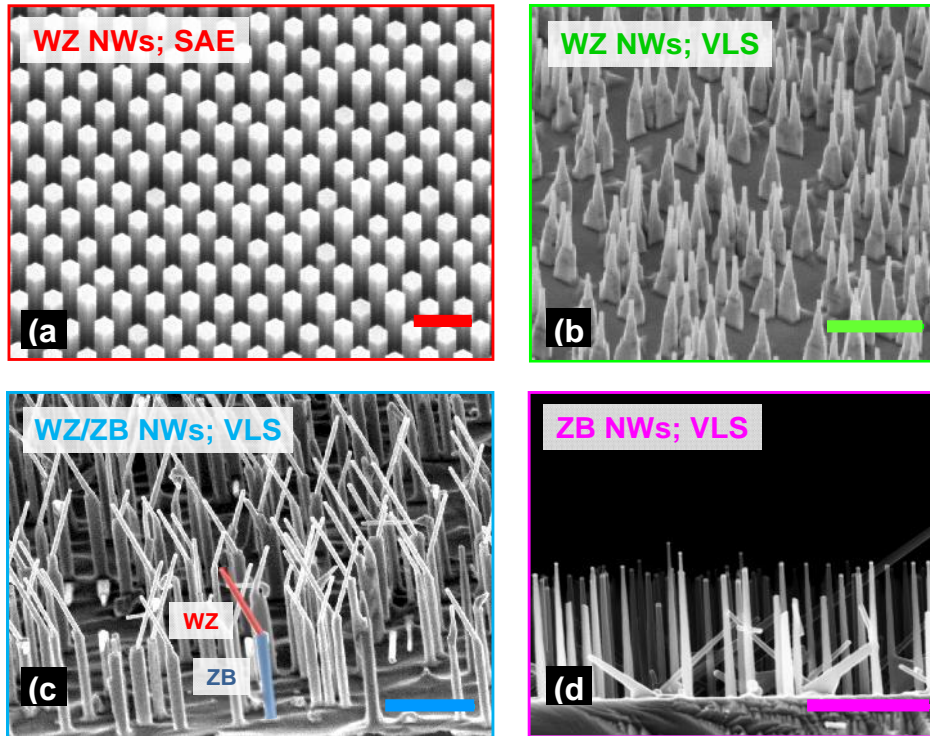 WZ NWs; SAE
(a
WZ NWs; VLS
(b
WZ/ZB NWs; VLS
WZ
ZB
(c
ZB NWs; VLS
(d